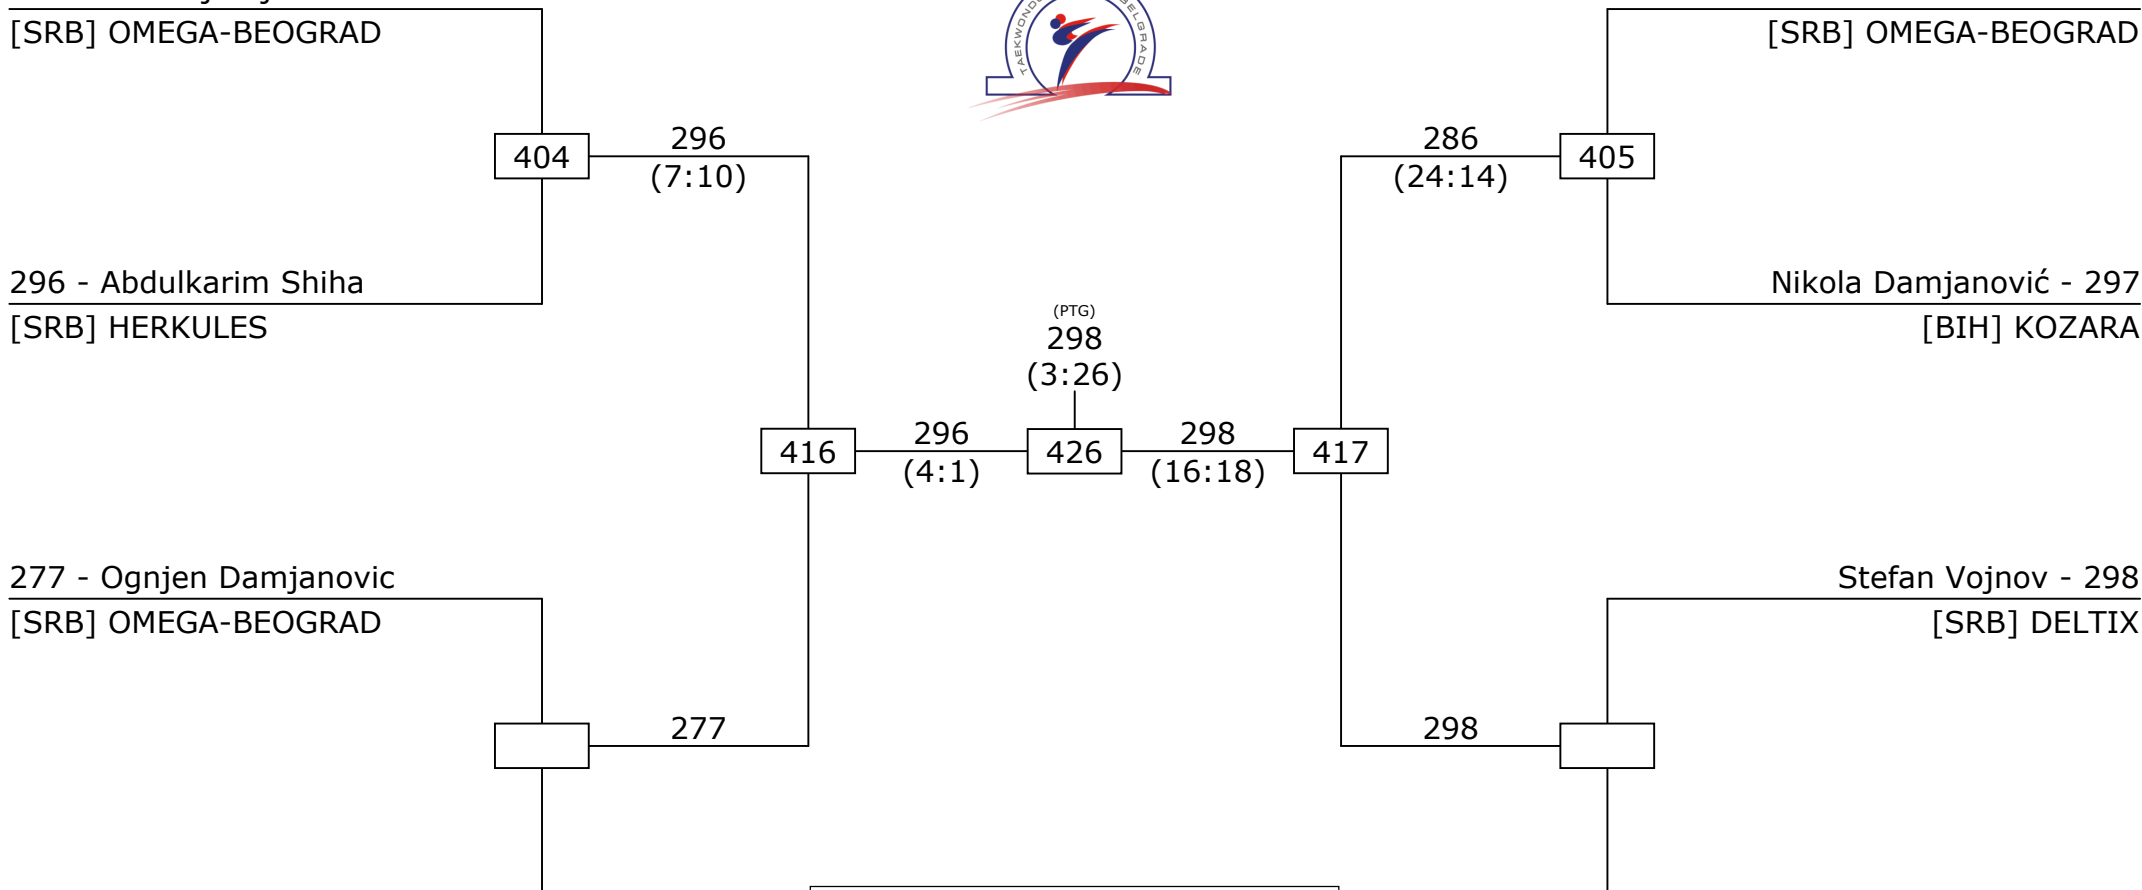 [SRB] OMEGA-BEOGRAD
TAEKWONDO
BELGRADE
[SRB] OMEGA-BEOGRAD
296
286
404
405
(7:10)
(24:14)
296 - Abdulkarim Shiha
Nikola Damjanović - 297
[SRB] HERKULES
(PTG)
298
(3:26)
[BIH] KOZARA
296
298
416
426
417
(4:1)
(16:18)
277 - Ognjen Damjanovic
Stefan Vojnov - 298
[SRB] OMEGA-BEOGRAD
[SRB] DELTIX
277
298